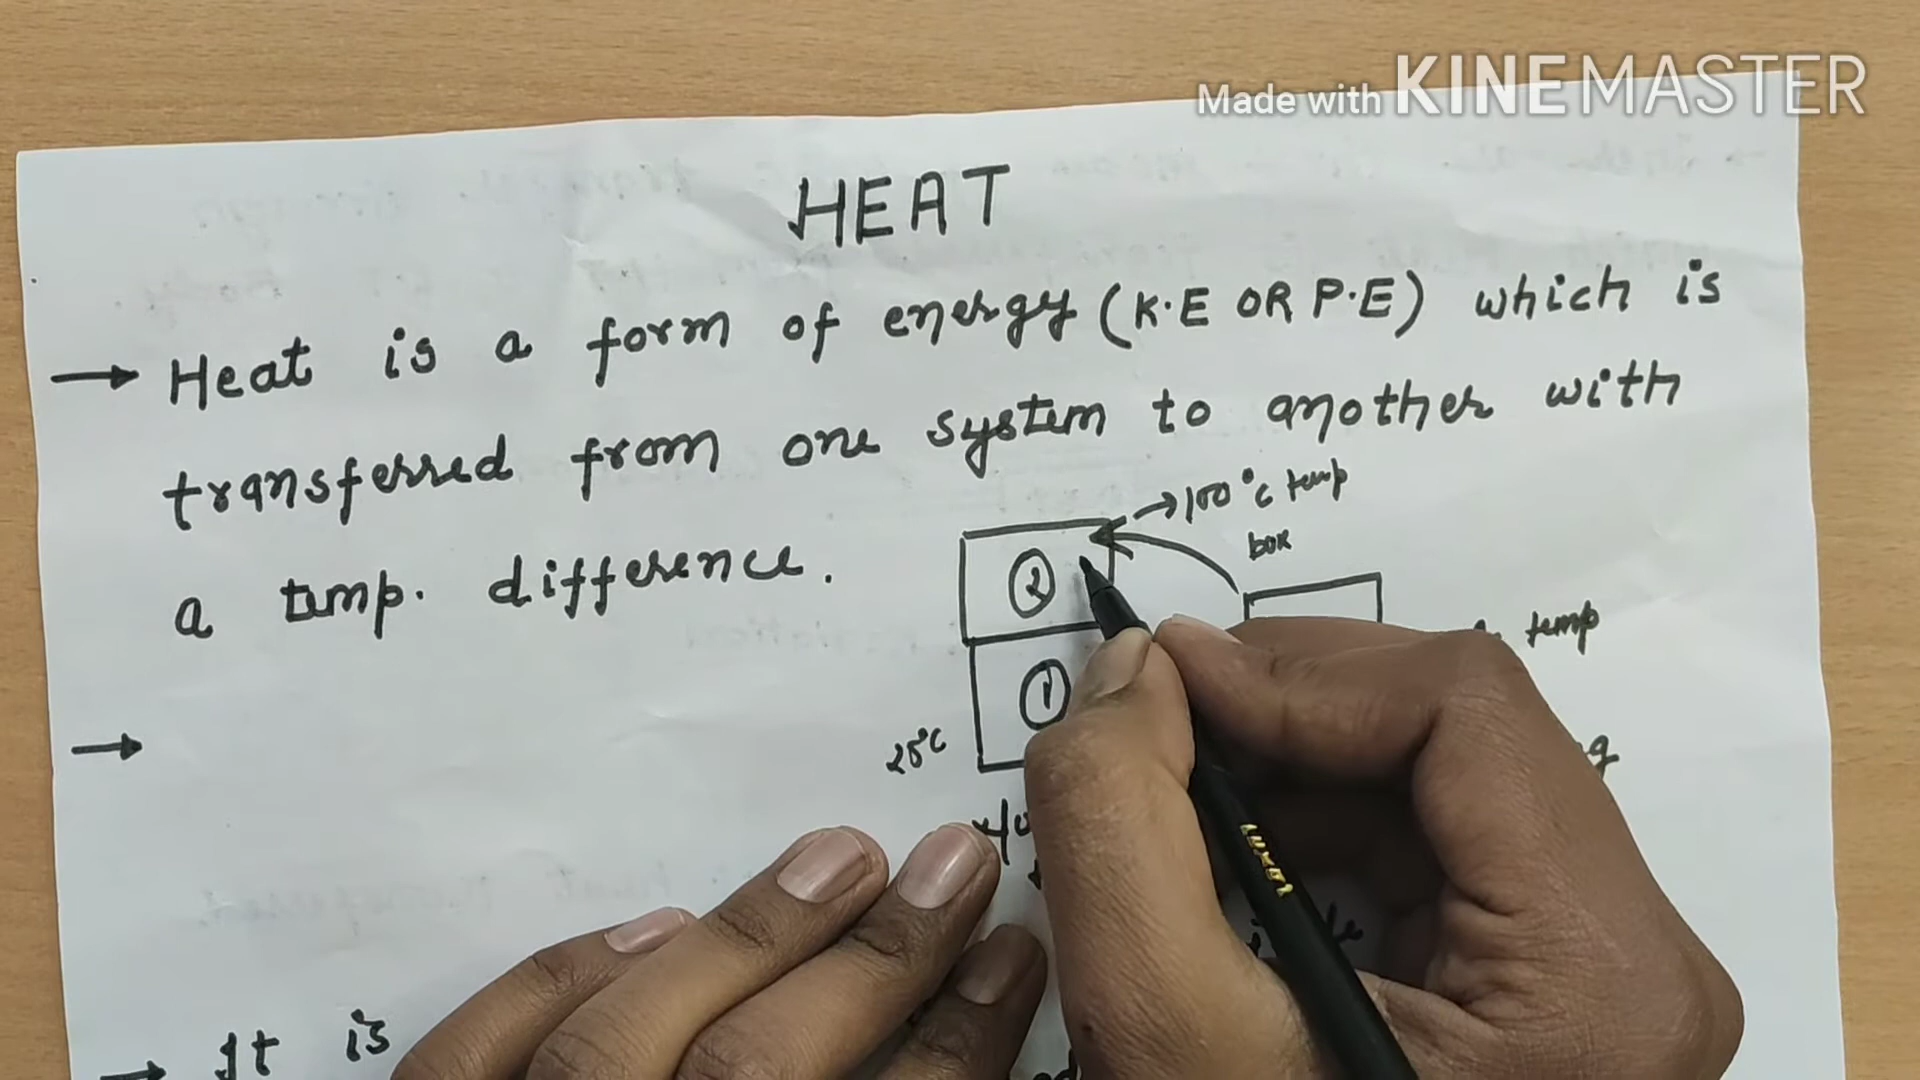 Made with KINEMASTER
HEAT
→ Heat is a form of energy (K.E OR P.E) which is
transferred from one system to another with
a temp. difference.
→ 100°C temp
box
②
temp
①
25°C
→
→ It is